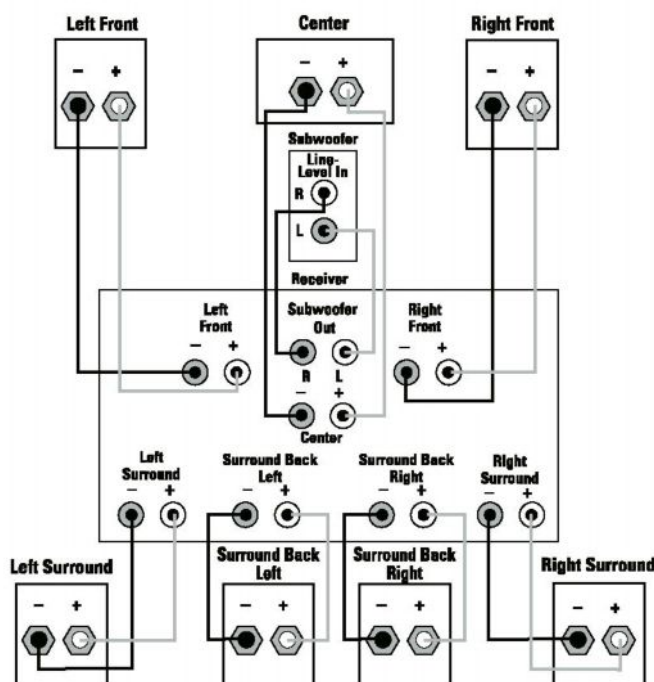 Left Front
Center
Right Front
− +
− +
− +
Subwoofer
Line-
Level In
R
L
Receiver
Left
Front
Subwoofer
Out
Right
Front
− +
R L
− +
− +
Center
Left
Surround
Surround Back
Left
Surround Back
Right
Right
Surround
− +
− +
− +
− +
Left Surround
Surround Back
Left
Surround Back
Right
Right Surround
− +
− +
− +
− +